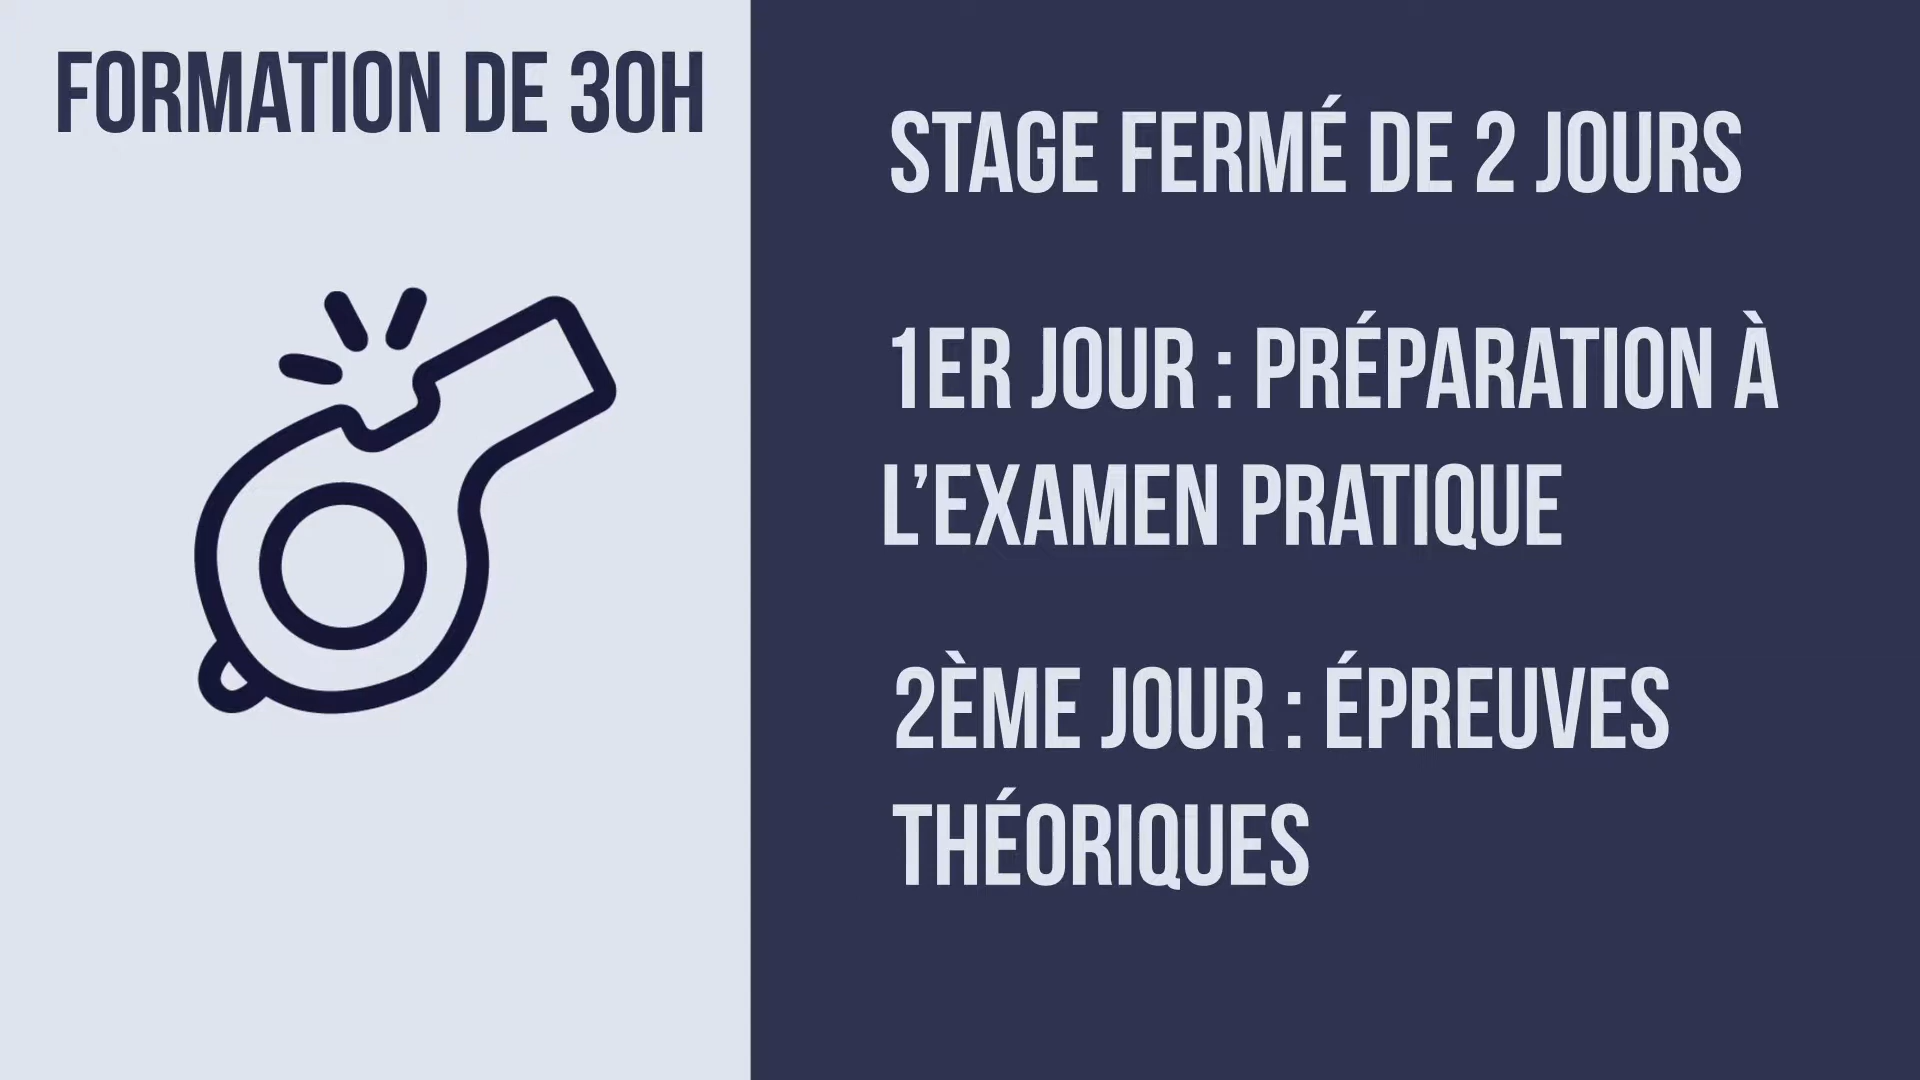 FORMATION DE 30H
STAGE FERMÉ DE 2 JOURS
1ER JOUR : PRÉPARATION À
L’EXAMEN PRATIQUE
2ÈME JOUR : ÉPREUVES
THÉORIQUES